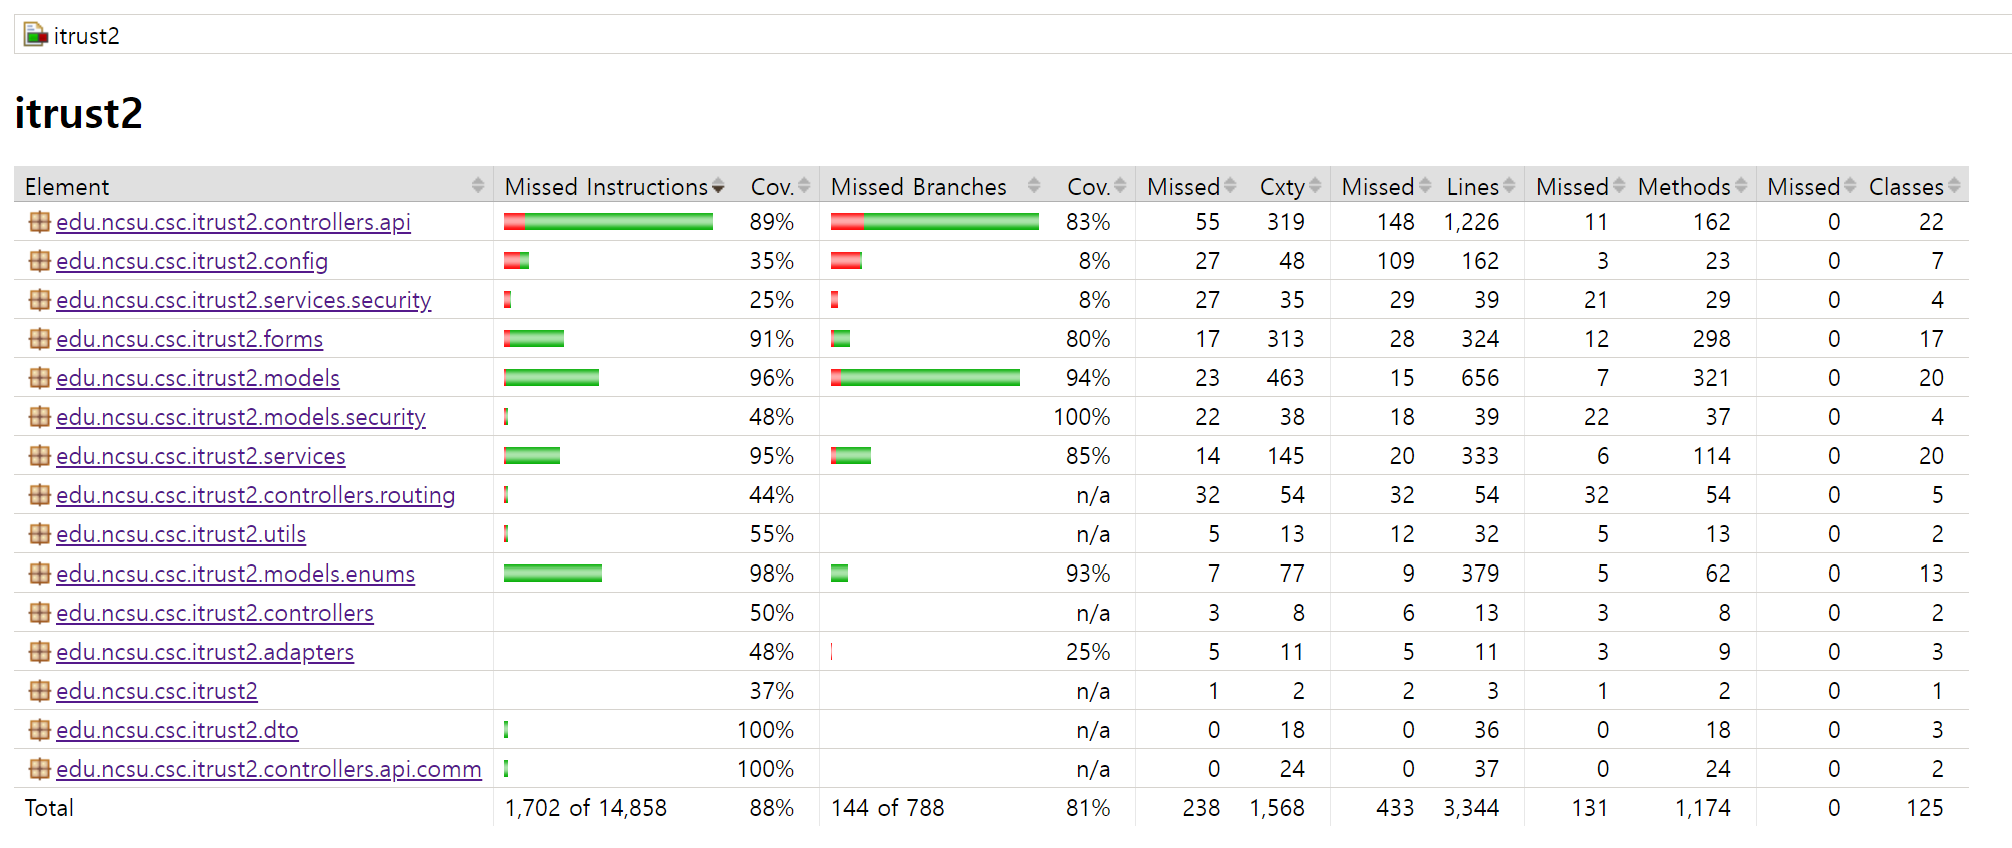 itrust2
itrust2
Element Missed Instructions Cov. Missed Branches Cov. Missed Cxty Missed Lines Missed Methods Missed Classes
edu.ncsu.csc.itrust2.controllers.api 89% 83% 55 319 148 1,226 11 162 0 22
edu.ncsu.csc.itrust2.config 35% 8% 27 48 109 162 3 23 0 7
edu.ncsu.csc.itrust2.services.security 25% 8% 27 35 29 39 21 29 0 4
edu.ncsu.csc.itrust2.forms 91% 80% 17 313 28 324 12 298 0 17
edu.ncsu.csc.itrust2.models 96% 94% 23 463 15 656 7 321 0 20
edu.ncsu.csc.itrust2.models.security 48% 100% 22 38 18 39 22 37 0 4
edu.ncsu.csc.itrust2.services 95% 85% 14 145 20 333 6 114 0 20
edu.ncsu.csc.itrust2.controllers.routing 44% n/a 32 54 32 54 32 54 0 5
edu.ncsu.csc.itrust2.utils 55% n/a 5 13 12 32 5 13 0 2
edu.ncsu.csc.itrust2.models.enums 98% 93% 7 77 9 379 5 62 0 13
edu.ncsu.csc.itrust2.controllers 50% n/a 3 8 6 13 3 8 0 2
edu.ncsu.csc.itrust2.adapters 48% 25% 5 11 5 11 3 9 0 3
edu.ncsu.csc.itrust2 37% n/a 1 2 2 3 1 2 0 1
edu.ncsu.csc.itrust2.dto 100% n/a 0 18 0 36 0 18 0 3
edu.ncsu.csc.itrust2.controllers.api.comm 100% n/a 0 24 0 37 0 24 0 2
Total 1,702 of 14,858 88% 144 of 788 81% 238 1,568 433 3,344 131 1,174 0 125